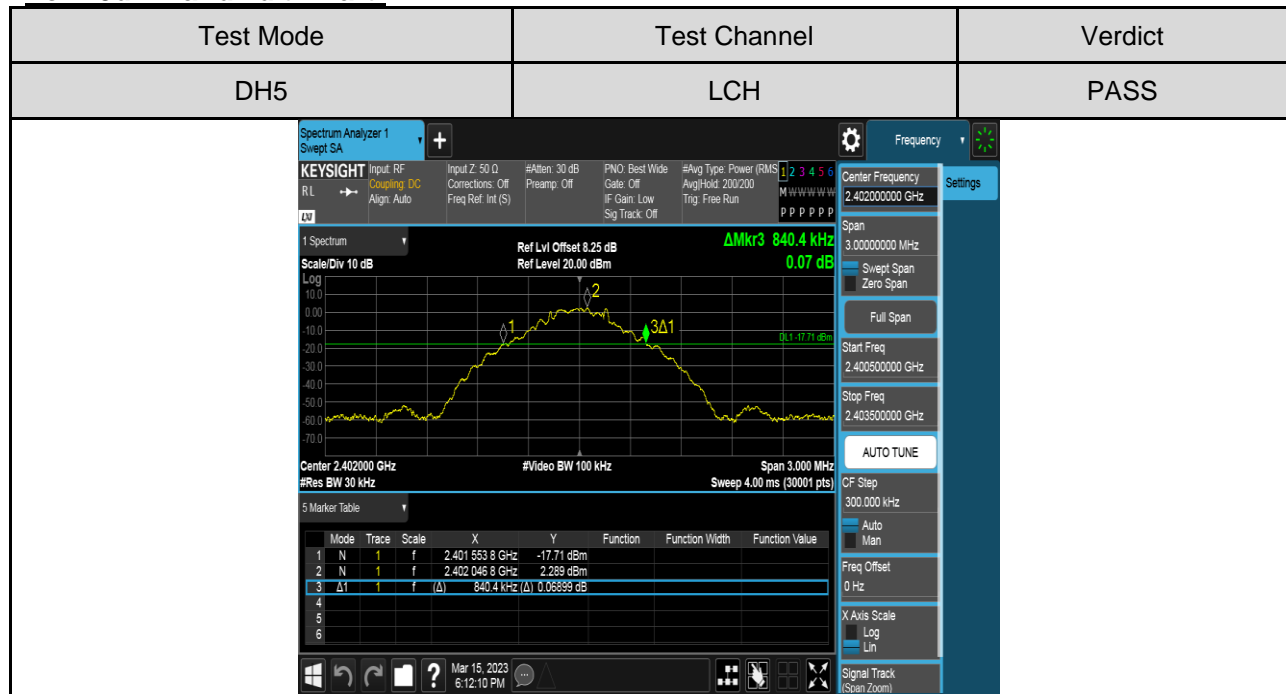 Test Mode Test Channel Verdict
DH5 LCH PASS
Spectrum Analyzer 1
Swept SA
+
Frequency
KEYSIGHT Input: RF Input Z: 50 Ω #Atten: 30 dB PNO: Best Wide #Avg Type: Power (RMS 1 2 3 4 5 6
RL Coupling: DC Corrections: Off Preamp: Off Gate: Off Avg|Hold: 200/200 M W W W W W
Align: Auto Freq Ref: Int (S) IF Gain: Low Trig: Free Run
LXI Sig Track: Off P P P P P P
1 Spectrum
Ref Lvl Offset 8.25 dB ΔMkr3 840.4 kHz
Scale/Div 10 dB Ref Level 20.00 dBm 0.07 dB
Log
10.0
0.00
-10.0
-20.0
-30.0
-40.0
-50.0
-60.0
-70.0
2
1
3Δ1
DL1 -17.71 dBm
Center 2.402000 GHz #Video BW 100 kHz Span 3.000 MHz
#Res BW 30 kHz Sweep 4.00 ms (30001 pts)
5 Marker Table
Mode Trace Scale X Y Function Function Width Function Value
1 N 1 f 2.401 553 8 GHz -17.71 dBm
2 N 1 f 2.402 046 8 GHz 2.289 dBm
3 Δ1 1 f (Δ) 840.4 kHz (Δ) 0.06899 dB
4
5
6
?
Mar 15, 2023
6:12:10 PM
Settings
Center Frequency
2.402000000 GHz
Span
3.00000000 MHz
Swept Span
Zero Span
Full Span
Start Freq
2.400500000 GHz
Stop Freq
2.403500000 GHz
AUTO TUNE
CF Step
300.000 kHz
Auto
Man
Freq Offset
0 Hz
X Axis Scale
Log
Lin
Signal Track
(Span Zoom)